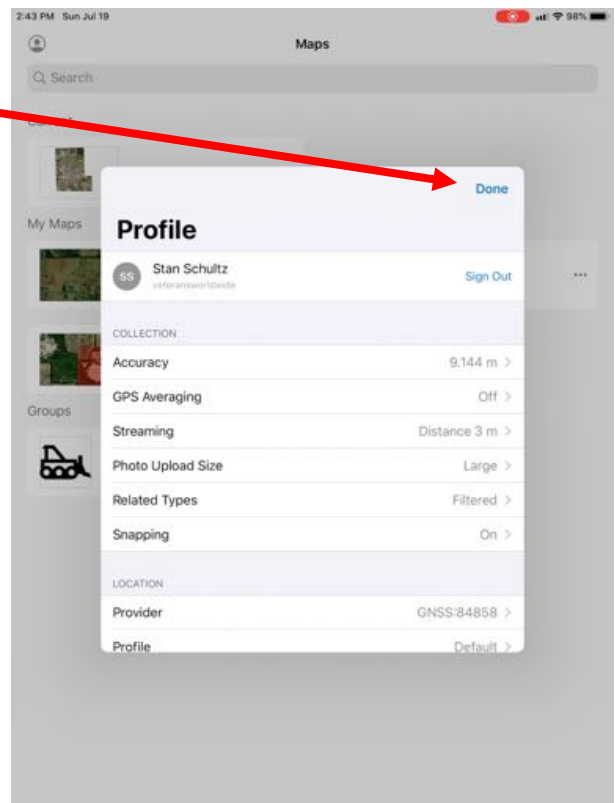 2:43 PM Sun Jul 19 98%
Maps
Search
My Maps
Groups
Done
Profile
SS Stan Schultz Sign Out
veteransworldwide
COLLECTION
Accuracy 9.144 m
GPS Averaging Off
Streaming Distance 3 m
Photo Upload Size Large
Related Types Filtered
Snapping On
LOCATION
Provider GNSS:84858
Profile Default